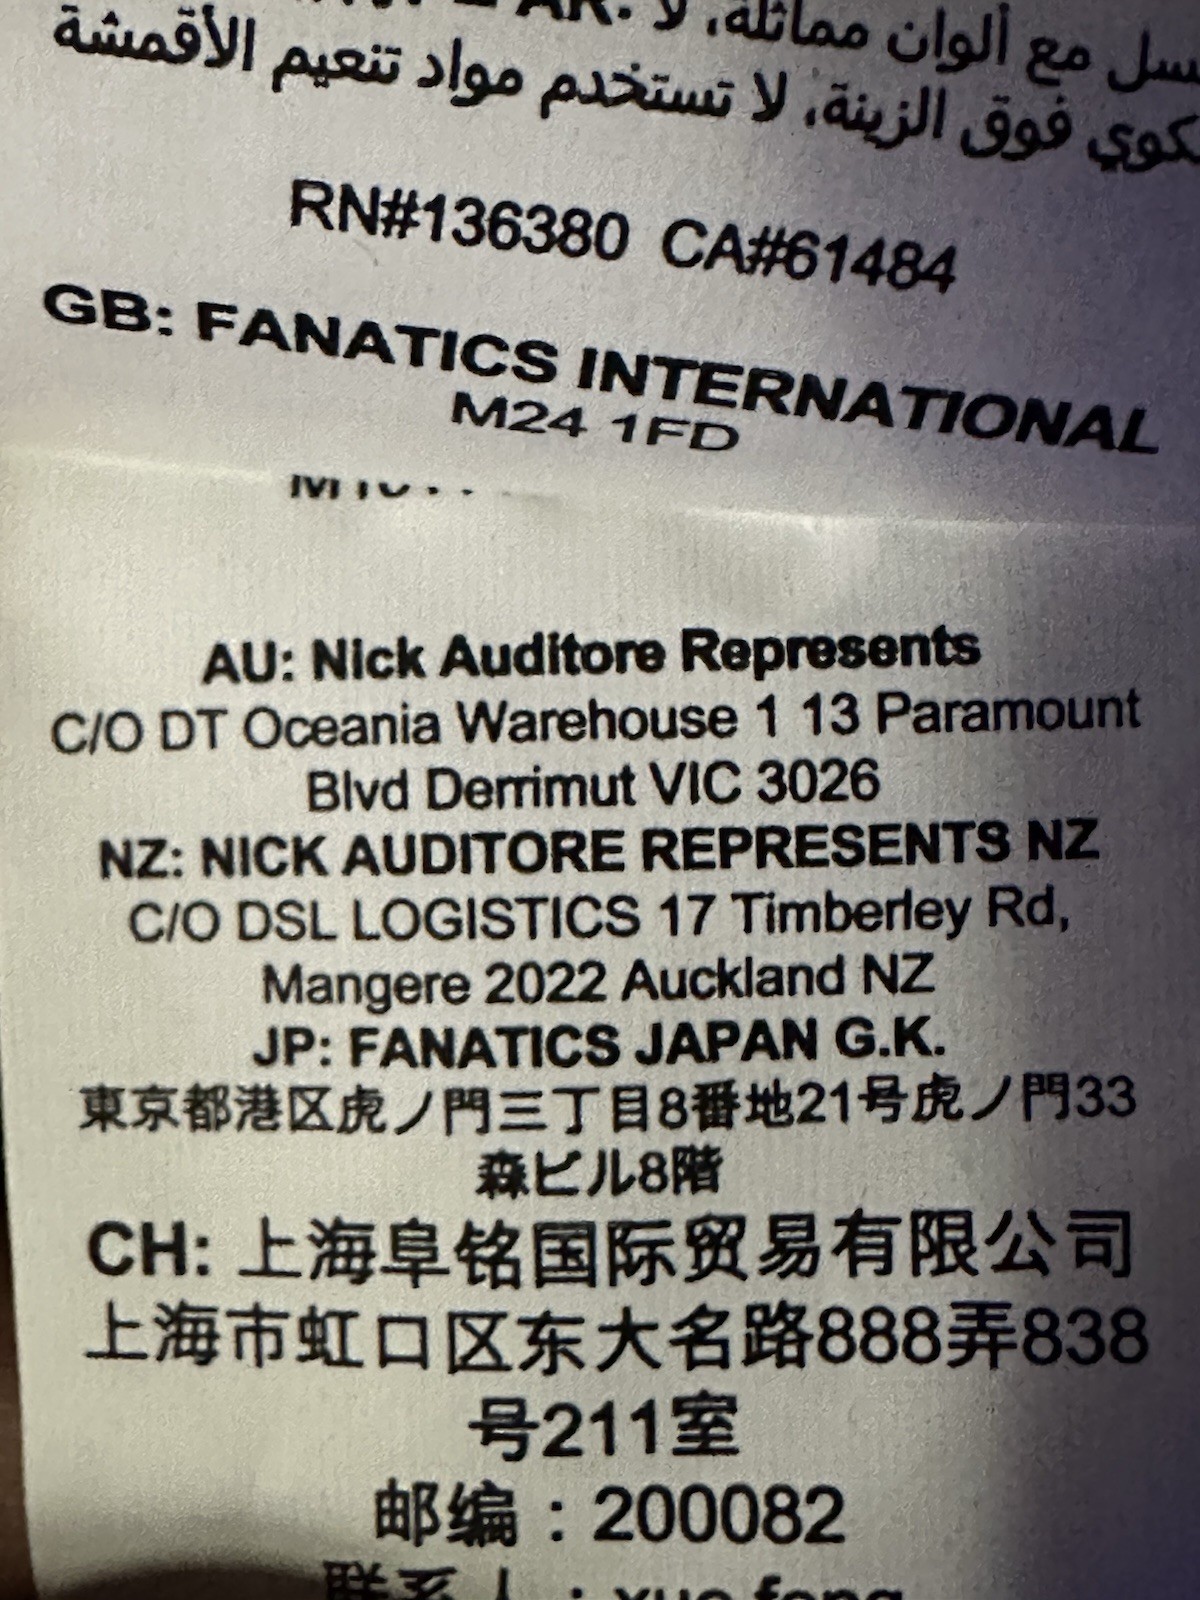 AR: سل مع ألوان مماثلة، لا
كوي فوق الزينة، لا تستخدم مواد تنعيم الأقمشة
RN#136380 CA#61484
GB: FANATICS INTERNATIONAL
M24 1FD
AU: Nick Auditore Represents
C/O DT Oceania Warehouse 1 13 Paramount
Blvd Derrimut VIC 3026
NZ: NICK AUDITORE REPRESENTS NZ
C/O DSL LOGISTICS 17 Timberley Rd,
Mangere 2022 Auckland NZ
JP: FANATICS JAPAN G.K.
東京都港区虎ノ門三丁目8番地21号虎ノ門33
森ビル8階
CH: 上海阜铭国际贸易有限公司
上海市虹口区东大名路888弄838
号211室
邮编：200082
联系人：xue feng